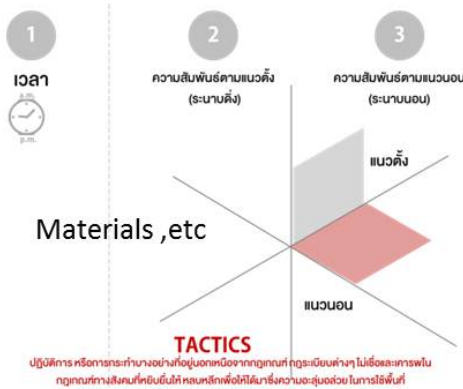 1
เวลา
a.m.
p.m.
2
ความสัมพันธ์ตามแนวตั้ง
(ระนาบดิ่ง)
3
ความสัมพันธ์ตามแนวนอน
(ระนาบนอน)
แนวตั้ง
Materials ,etc
แนวนอน
TACTICS
ปฏิบัติการ หรือการกระทำบางอย่างที่อยู่นอกเหนือจากกฎเกณฑ์ กฎระเบียบต่างๆ ไม่เชื่อและเคารพใน
กฎเกณฑ์ทางสังคมที่หยิบยื่นให้ หลบหลีกเพื่อให้ได้มาซึ่งความอะลุ่มอล่วย ในการใช้พื้นที่